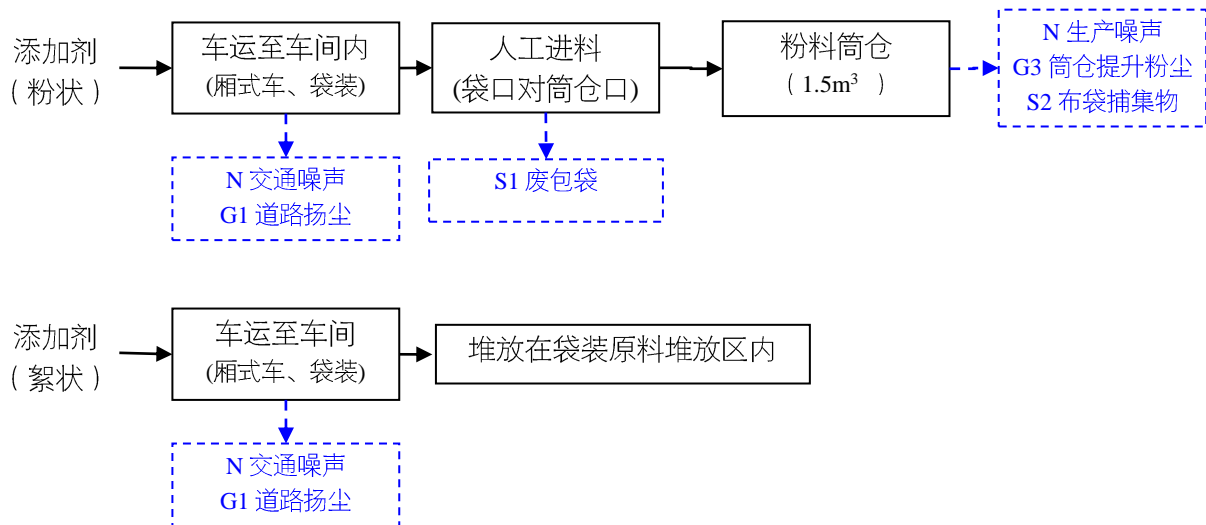 添加剂
（粉状）
车运至车间内
(厢式车、袋装)
人工进料
(袋口对筒仓口)
粉料筒仓
（1.5m³ ）
N 生产噪声
G3 筒仓提升粉尘
S2 布袋捕集物
N 交通噪声
G1 道路扬尘
S1 废包袋
添加剂
（絮状）
车运至车间
(厢式车、袋装)
堆放在袋装原料堆放区内
N 交通噪声
G1 道路扬尘